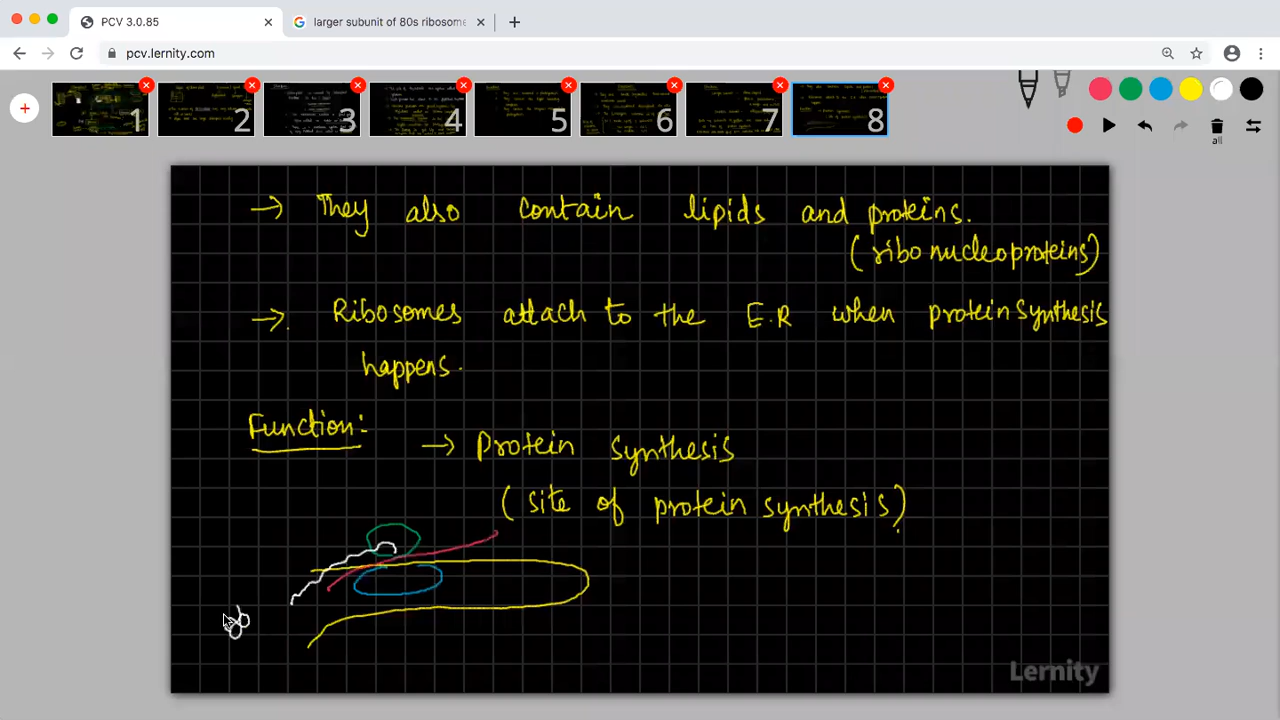 PCV 3.0.85
larger subunit of 80s ribosome
pcv.lernity.com
1 2 3 4 5 6 7 8
all
→ They also contain lipids and proteins.
(ribonucleoproteins)
→ Ribosomes attach to the E.R when protein synthesis
happens.
Function: → Protein synthesis
(site of protein synthesis)
Lernity